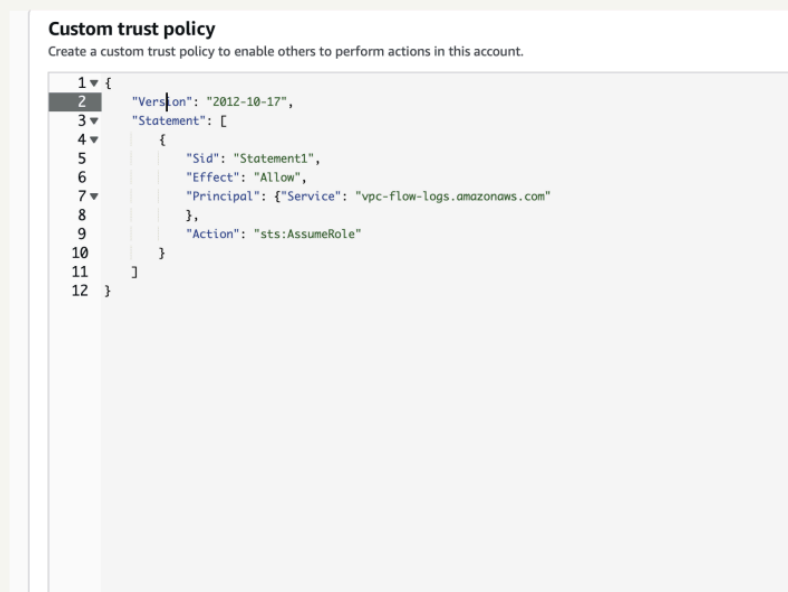 Custom trust policy
Create a custom trust policy to enable others to perform actions in this account.
1 {
2 "Version": "2012-10-17",
3 "Statement": [
4 {
5 "Sid": "Statement1",
6 "Effect": "Allow",
7 "Principal": {"Service": "vpc-flow-logs.amazonaws.com"
8 },
9 "Action": "sts:AssumeRole"
10 }
11 ]
12 }